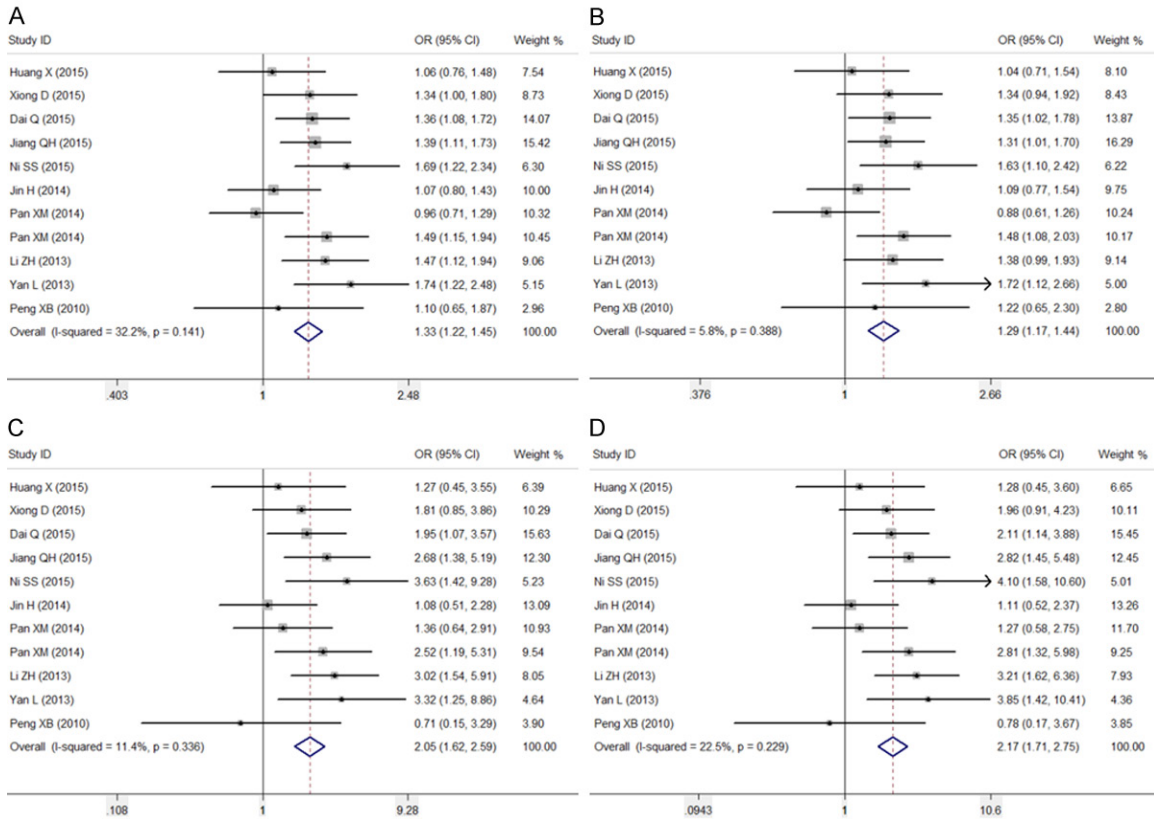 A
Study ID OR (95% CI) Weight %
Huang X (2015) 1.06 (0.76, 1.48) 7.54
Xiong D (2015) 1.34 (1.00, 1.80) 8.73
Dai Q (2015) 1.36 (1.08, 1.72) 14.07
Jiang QH (2015) 1.39 (1.11, 1.73) 15.42
Ni SS (2015) 1.69 (1.22, 2.34) 6.30
Jin H (2014) 1.07 (0.80, 1.43) 10.00
Pan XM (2014) 0.96 (0.71, 1.29) 10.32
Pan XM (2014) 1.49 (1.15, 1.94) 10.45
Li ZH (2013) 1.47 (1.12, 1.94) 9.06
Yan L (2013) 1.74 (1.22, 2.48) 5.15
Peng XB (2010) 1.10 (0.65, 1.87) 2.96
Overall (I-squared = 32.2%, p = 0.141) 1.33 (1.22, 1.45) 100.00
.403 1 2.48
B
Study ID OR (95% CI) Weight %
Huang X (2015) 1.04 (0.71, 1.54) 8.10
Xiong D (2015) 1.34 (0.94, 1.92) 8.43
Dai Q (2015) 1.35 (1.02, 1.78) 13.87
Jiang QH (2015) 1.31 (1.01, 1.70) 16.29
Ni SS (2015) 1.63 (1.10, 2.42) 6.22
Jin H (2014) 1.09 (0.77, 1.54) 9.75
Pan XM (2014) 0.88 (0.61, 1.26) 10.24
Pan XM (2014) 1.48 (1.08, 2.03) 10.17
Li ZH (2013) 1.38 (0.99, 1.93) 9.14
Yan L (2013) 1.72 (1.12, 2.66) 5.00
Peng XB (2010) 1.22 (0.65, 2.30) 2.80
Overall (I-squared = 5.8%, p = 0.388) 1.29 (1.17, 1.44) 100.00
.376 1 2.66
C
Study ID OR (95% CI) Weight %
Huang X (2015) 1.27 (0.45, 3.55) 6.39
Xiong D (2015) 1.81 (0.85, 3.86) 10.29
Dai Q (2015) 1.95 (1.07, 3.57) 15.63
Jiang QH (2015) 2.68 (1.38, 5.19) 12.30
Ni SS (2015) 3.63 (1.42, 9.28) 5.23
Jin H (2014) 1.08 (0.51, 2.28) 13.09
Pan XM (2014) 1.36 (0.64, 2.91) 10.93
Pan XM (2014) 2.52 (1.19, 5.31) 9.54
Li ZH (2013) 3.02 (1.54, 5.91) 8.05
Yan L (2013) 3.32 (1.25, 8.86) 4.64
Peng XB (2010) 0.71 (0.15, 3.29) 3.90
Overall (I-squared = 11.4%, p = 0.336) 2.05 (1.62, 2.59) 100.00
.108 1 9.28
D
Study ID OR (95% CI) Weight %
Huang X (2015) 1.28 (0.45, 3.60) 6.65
Xiong D (2015) 1.96 (0.91, 4.23) 10.11
Dai Q (2015) 2.11 (1.14, 3.88) 15.45
Jiang QH (2015) 2.82 (1.45, 5.48) 12.45
Ni SS (2015) 4.10 (1.58, 10.60) 5.01
Jin H (2014) 1.11 (0.52, 2.37) 13.26
Pan XM (2014) 1.27 (0.58, 2.75) 11.70
Pan XM (2014) 2.81 (1.32, 5.98) 9.25
Li ZH (2013) 3.21 (1.62, 6.36) 7.93
Yan L (2013) 3.85 (1.42, 10.41) 4.36
Peng XB (2010) 0.78 (0.17, 3.67) 3.85
Overall (I-squared = 22.5%, p = 0.229) 2.17 (1.71, 2.75) 100.00
.0943 1 10.6